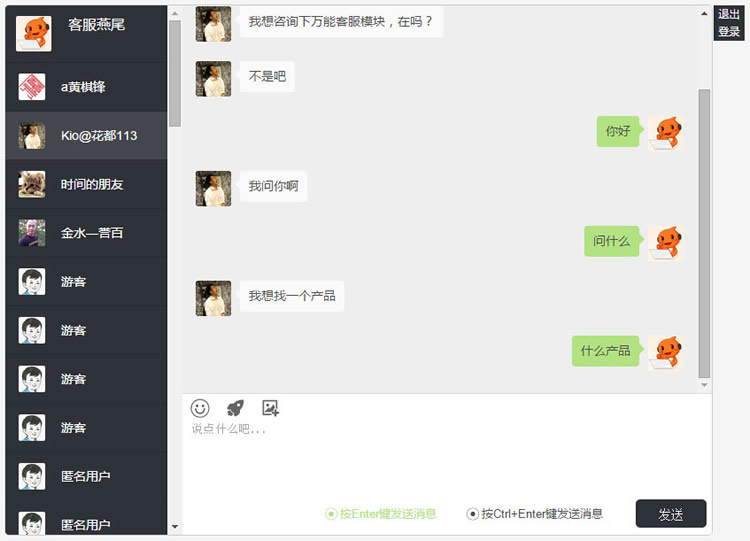 客服燕尾
a黄棋锋
Kio@花都113
时间的朋友
金水—菩百
游客
游客
游客
游客
匿名用户
匿名用户
我想咨询下万能客服模块，在吗？
不是吧
你好
我问你啊
问什么
我想找一个产品
什么产品
说点什么吧...
按Enter键发送消息
按Ctrl+Enter键发送消息
发送
退出
登录